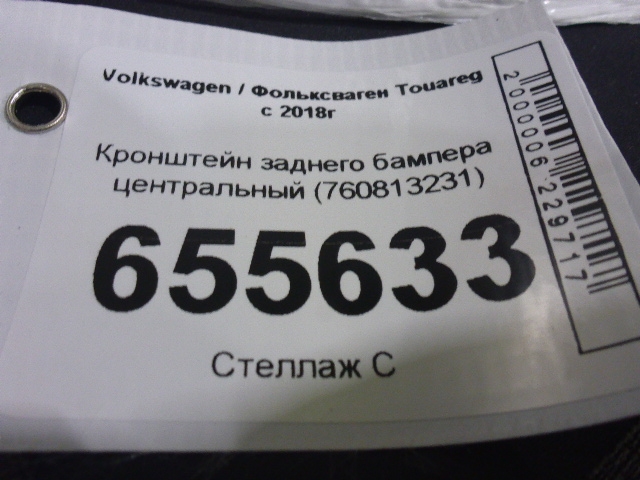 Volkswagen / Фольксваген Touareg
с 2018г
Кронштейн заднего бампера
центральный (760813231)
655633
Стеллаж С
2000006229717